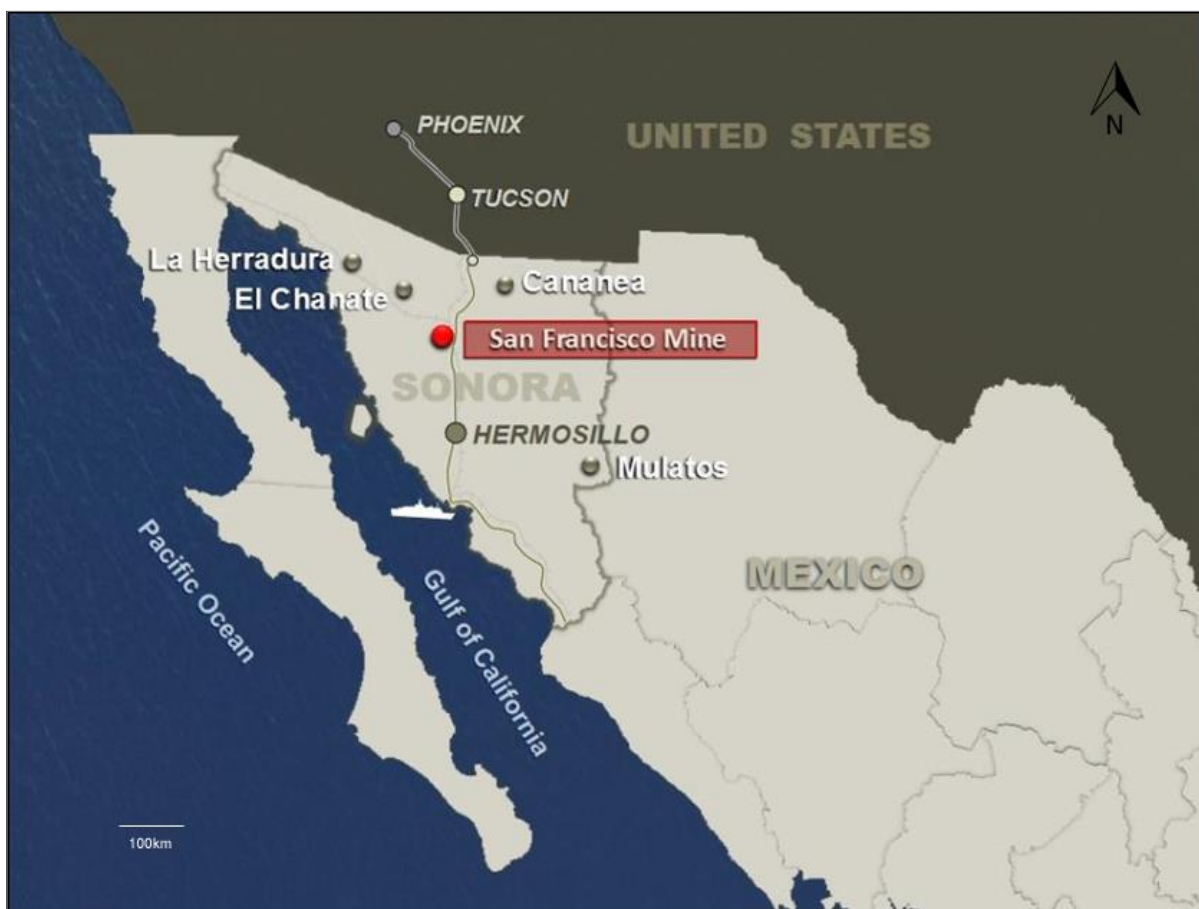 N
PHOENIX
UNITED STATES
TUCSON
La Herradura
El Chanate
Cananea
San Francisco Mine
SONORA
HERMOSILLO
Mulatos
MEXICO
Pacific Ocean
Gulf of California
100km